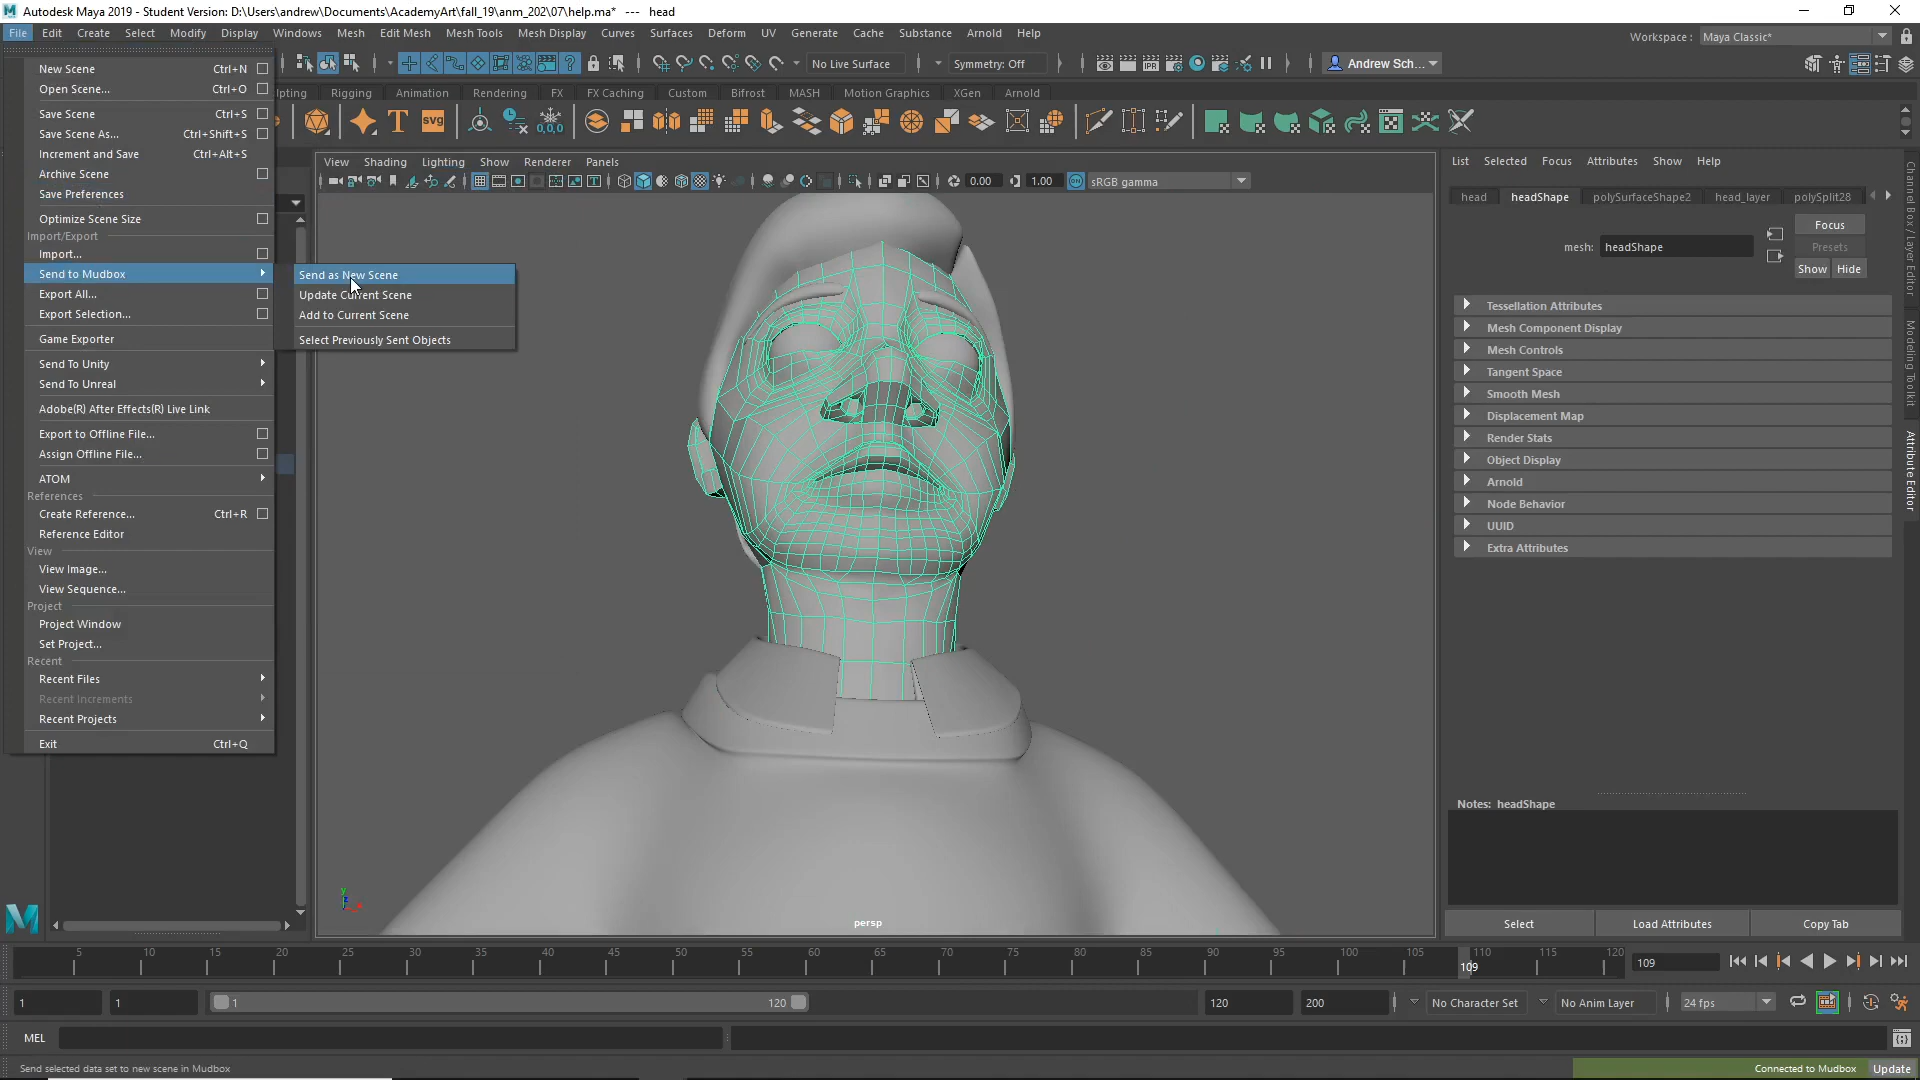 Autodesk Maya 2019 - Student Version: D:\Users\andrew\Documents\AcademyArt\fall_19\anm_202\07\help.ma* --- head
File Edit Create Select Modify Display Windows Mesh Edit Mesh Mesh Tools Mesh Display Curves Surfaces Deform UV Generate Cache Substance Arnold Help
Workspace : Maya Classic*
No Live Surface
Symmetry: Off
Andrew Sch...
Rigging Animation Rendering FX FX Caching Custom Bifrost MASH Motion Graphics XGen Arnold
New Scene Ctrl+N
Open Scene... Ctrl+O
Save Scene Ctrl+S
Save Scene As... Ctrl+Shift+S
Increment and Save Ctrl+Alt+S
Archive Scene
Save Preferences
Optimize Scene Size
Import/Export
Import...
Send to Mudbox
Export All...
Export Selection...
Game Exporter
Send To Unity
Send To Unreal
Adobe(R) After Effects(R) Live Link
Export to Offline File...
Assign Offline File...
ATOM
References
Create Reference... Ctrl+R
Reference Editor
View
View Image...
View Sequence...
Project
Project Window
Set Project...
Recent
Recent Files
Recent Increments
Recent Projects
Exit Ctrl+Q
Send as New Scene
Update Current Scene
Add to Current Scene
Select Previously Sent Objects
T svg 0,0,0
View Shading Lighting Show Renderer Panels
0.00 1.00 ON sRGB gamma
persp
y
List Selected Focus Attributes Show Help
head headShape polySurfaceShape2 head_layer polySplit28
mesh: headShape
Focus
Presets
Show Hide
Tessellation Attributes
Mesh Component Display
Mesh Controls
Tangent Space
Smooth Mesh
Displacement Map
Render Stats
Object Display
Arnold
Node Behavior
UUID
Extra Attributes
Notes: headShape
Select Load Attributes Copy Tab
Channel Box / Layer Editor
Modeling Toolkit
Attribute Editor
5 10 15 20 25 30 35 40 45 50 55 60 65 70 75 80 85 90 95 100 105 110 115 120
109
109
1 1 1 120 120 200
No Character Set
No Anim Layer
24 fps
MEL
Send selected data set to new scene in Mudbox
Connected to Mudbox
Update